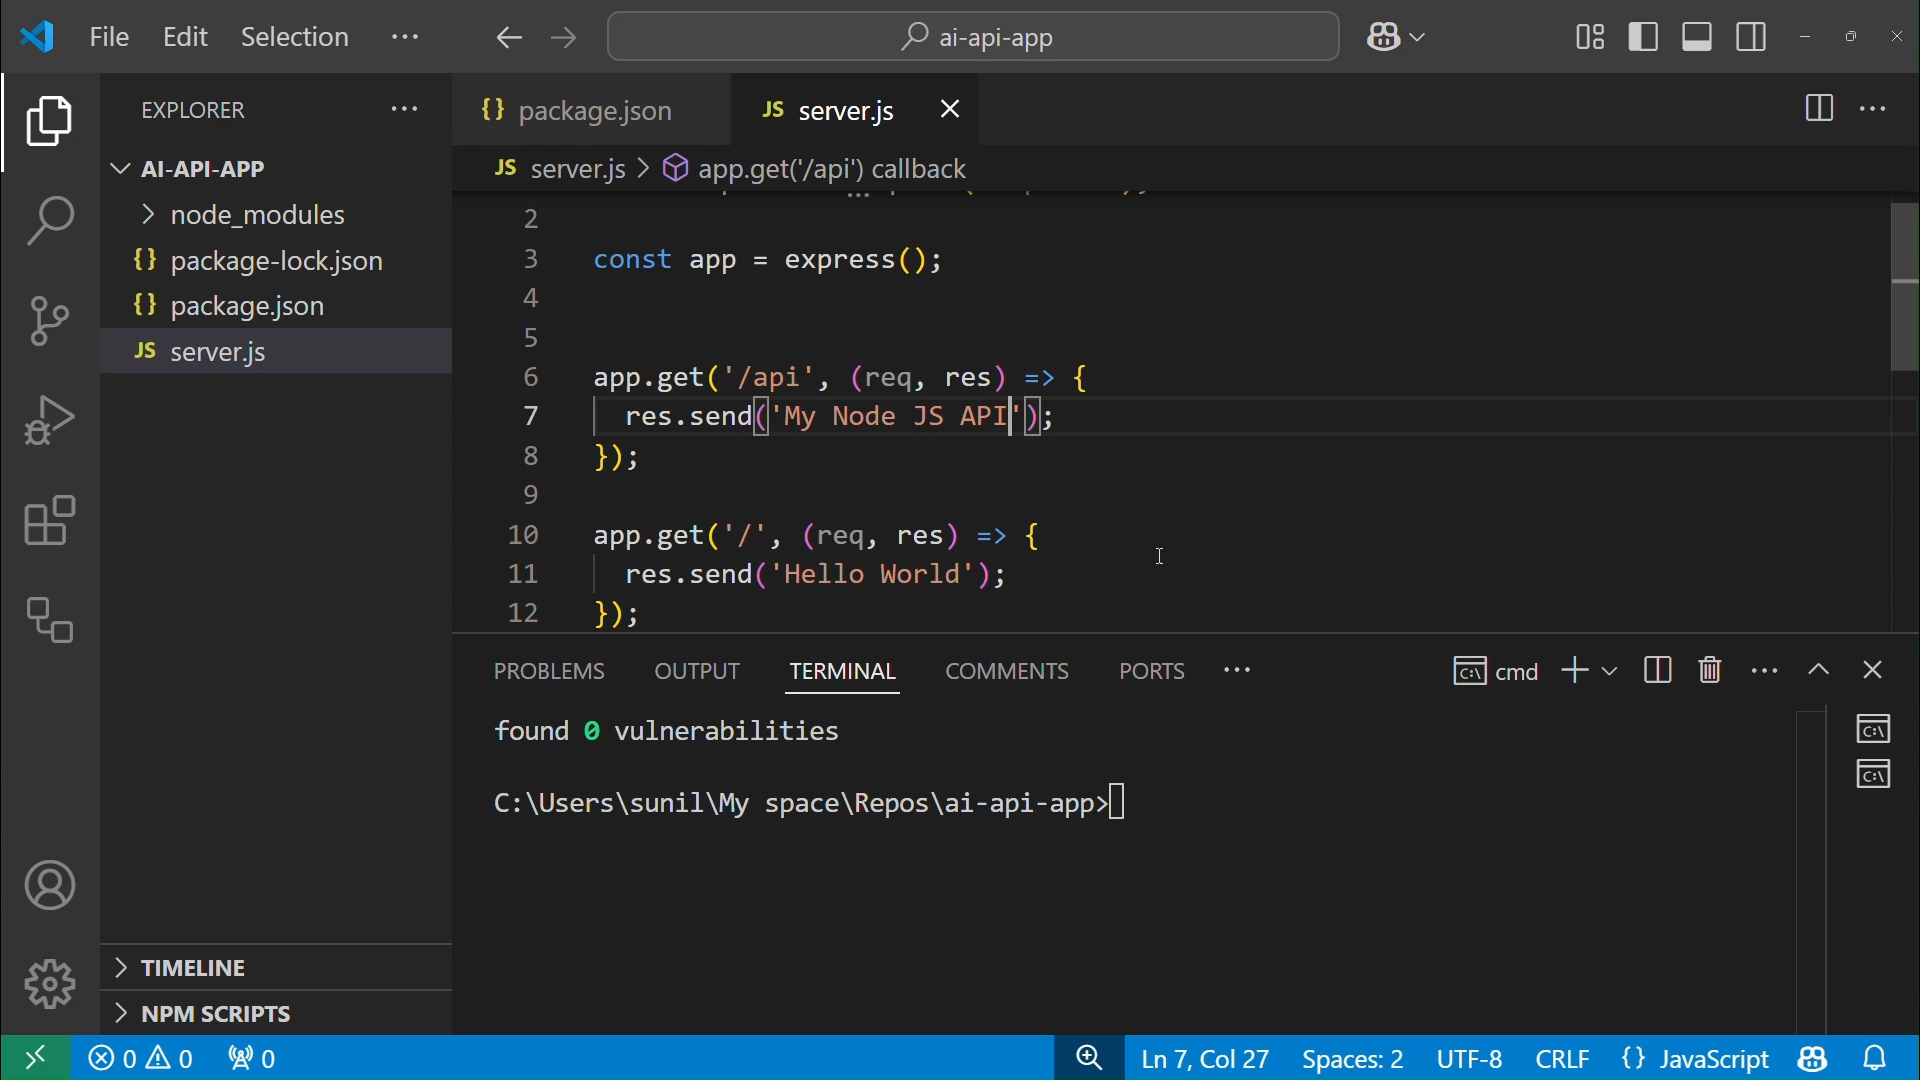 File Edit Selection ··· ai-api-app
EXPLORER ···
AI-API-APP
node_modules
{} package-lock.json
{} package.json
JS server.js
TIMELINE
NPM SCRIPTS
{} package.json JS server.js
JS server.js > app.get('/api') callback
2
3 const app = express();
4
5
6 app.get('/api', (req, res) => {
7 res.send('My Node JS API');
8 });
9
10 app.get('/', (req, res) => {
11 res.send('Hello World');
12 });
PROBLEMS OUTPUT TERMINAL COMMENTS PORTS ··· cmd
found 0 vulnerabilities
C:\Users\sunil\My space\Repos\ai-api-app>
0 0 0 Ln 7, Col 27 Spaces: 2 UTF-8 CRLF {} JavaScript